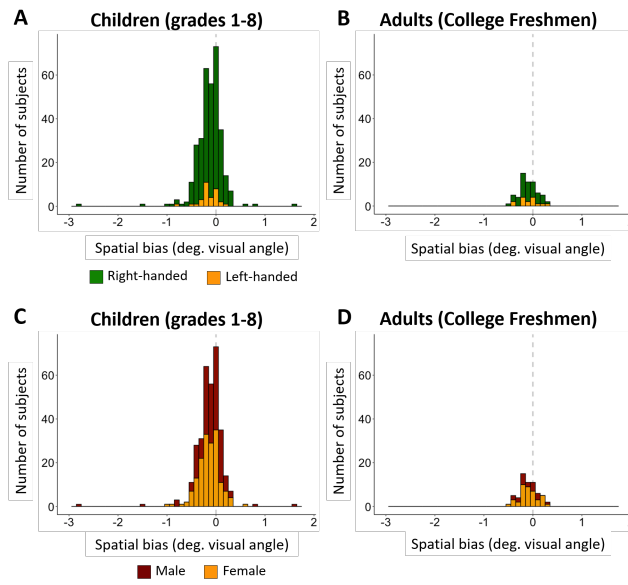 A
Children (grades 1-8)
B
Adults (College Freshmen)
Number of subjects
60
40
20
0
-3 -2 -1 0 1 2
Spatial bias (deg. visual angle)
Number of subjects
60
40
20
0
-3 -2 -1 0 1
Spatial bias (deg. visual angle)
Right-handed
Left-handed
C
Children (grades 1-8)
D
Adults (College Freshmen)
Number of subjects
60
40
20
0
-3 -2 -1 0 1 2
Spatial bias (deg. visual angle)
Number of subjects
60
40
20
0
-3 -2 -1 0 1
Spatial bias (deg. visual angle)
Male
Female